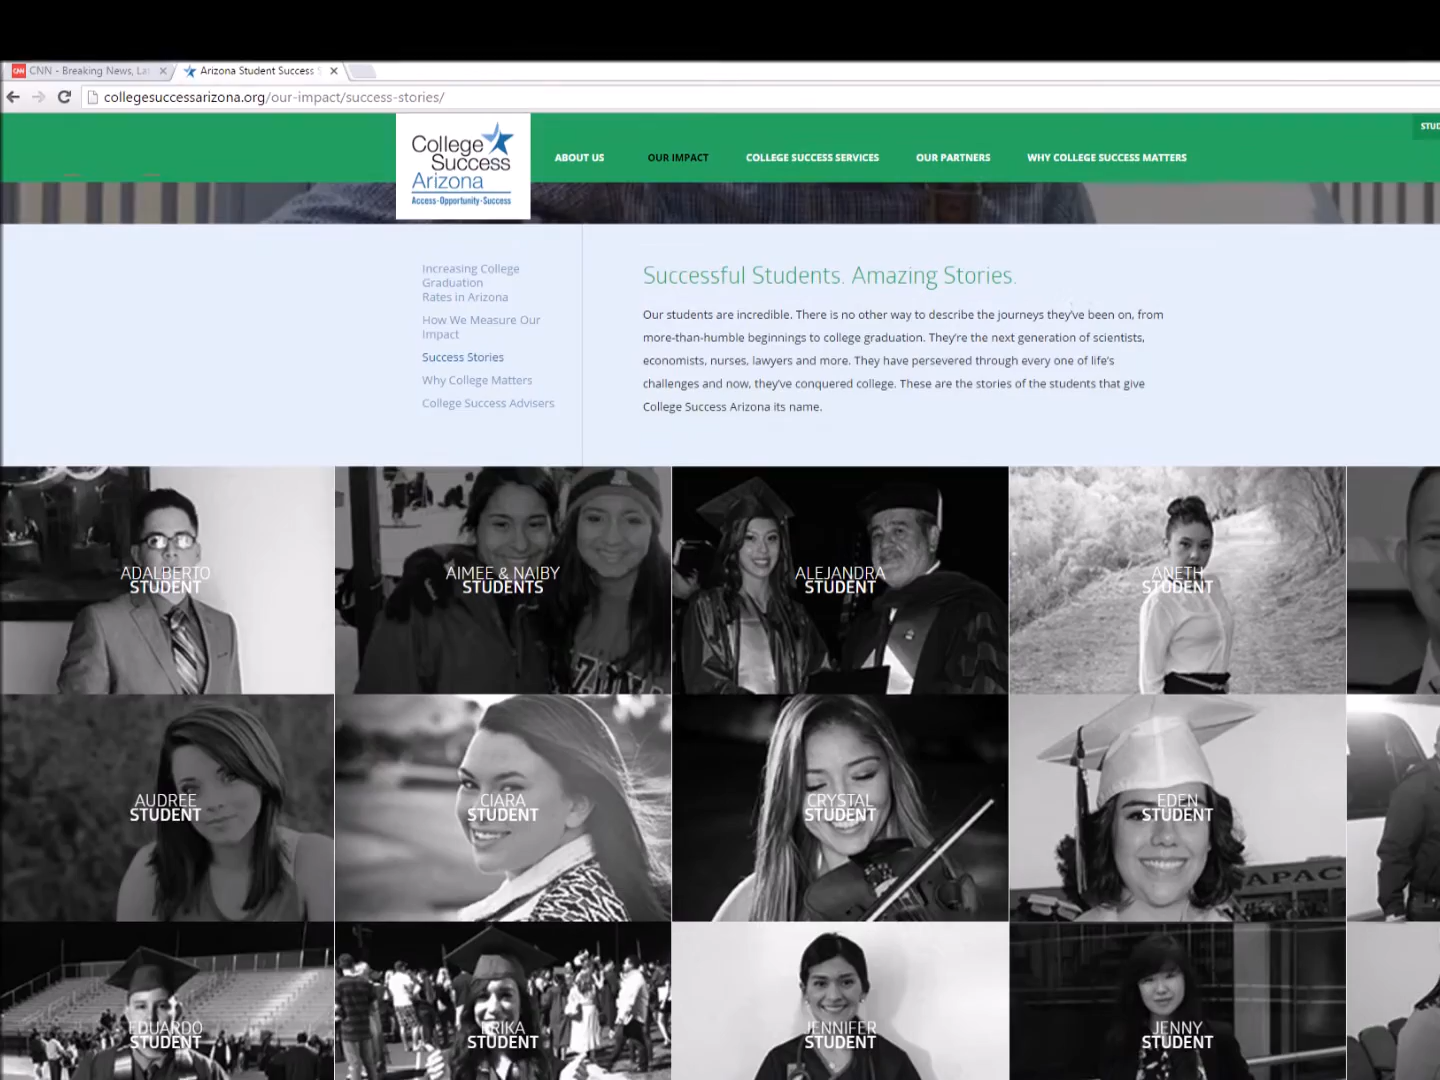 CNN - Breaking News, La
Arizona Student Success S
collegesuccessarizona.org/our-impact/success-stories/
College
Success
Arizona
Access·Opportunity·Success
ABOUT US
OUR IMPACT
COLLEGE SUCCESS SERVICES
OUR PARTNERS
WHY COLLEGE SUCCESS MATTERS
STUD
Increasing College
Graduation
Rates in Arizona
How We Measure Our
Impact
Success Stories
Why College Matters
College Success Advisers
Successful Students. Amazing Stories.
Our students are incredible. There is no other way to describe the journeys they've been on, from
more-than-humble beginnings to college graduation. They're the next generation of scientists,
economists, nurses, lawyers and more. They have persevered through every one of life's
challenges and now, they've conquered college. These are the stories of the students that give
College Success Arizona its name.
ADALBERTO
STUDENT
AIMEE & NAIBY
STUDENTS
ALEJANDRA
STUDENT
ANETH
STUDENT
AUDREE
STUDENT
CIARA
STUDENT
CRYSTAL
STUDENT
EDEN
STUDENT
APAC
EDUARDO
STUDENT
ERIKA
STUDENT
JENNIFER
STUDENT
JENNY
STUDENT